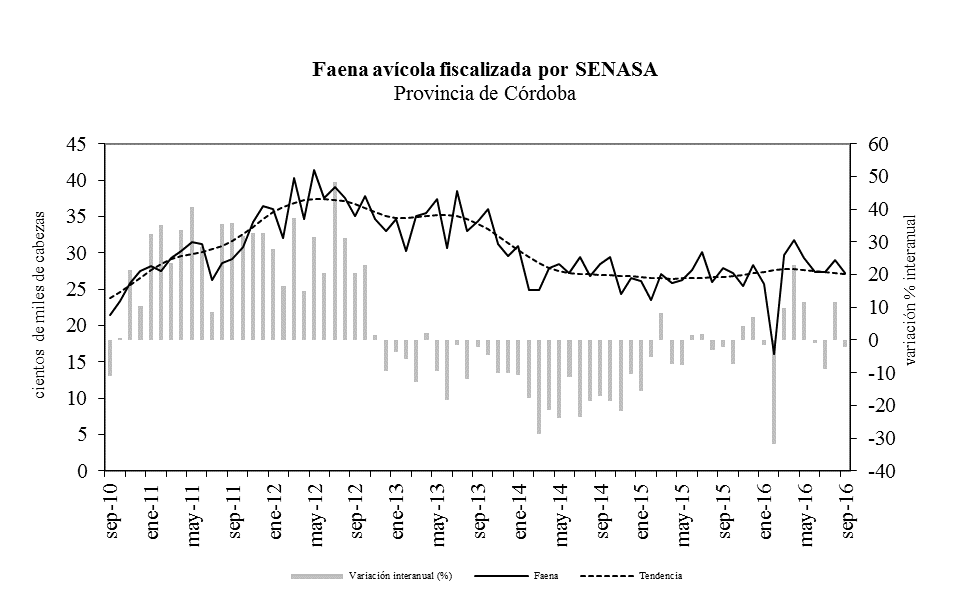 Faena avícola fiscalizada por SENASA
Provincia de Córdoba
cientos de miles de cabezas
45
40
35
30
25
20
15
10
5
0
60
50
40
30
20
10
0
-10
-20
-30
-40
variación % interanual
sep-10
ene-11
may-11
sep-11
ene-12
may-12
sep-12
ene-13
may-13
sep-13
ene-14
may-14
sep-14
ene-15
may-15
sep-15
ene-16
may-16
sep-16
Variación interanual (%)
Faena
Tendencia